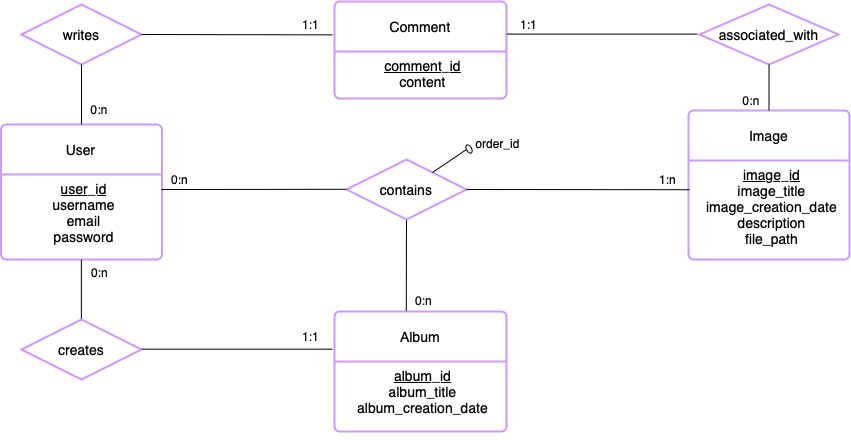 writes
1:1
Comment
comment_id
content
1:1
associated_with
0:n
0:n
User
user_id
username
email
password
0:n
order_id
contains
1:n
Image
image_id
image_title
image_creation_date
description
file_path
0:n
0:n
creates
1:1
Album
album_id
album_title
album_creation_date